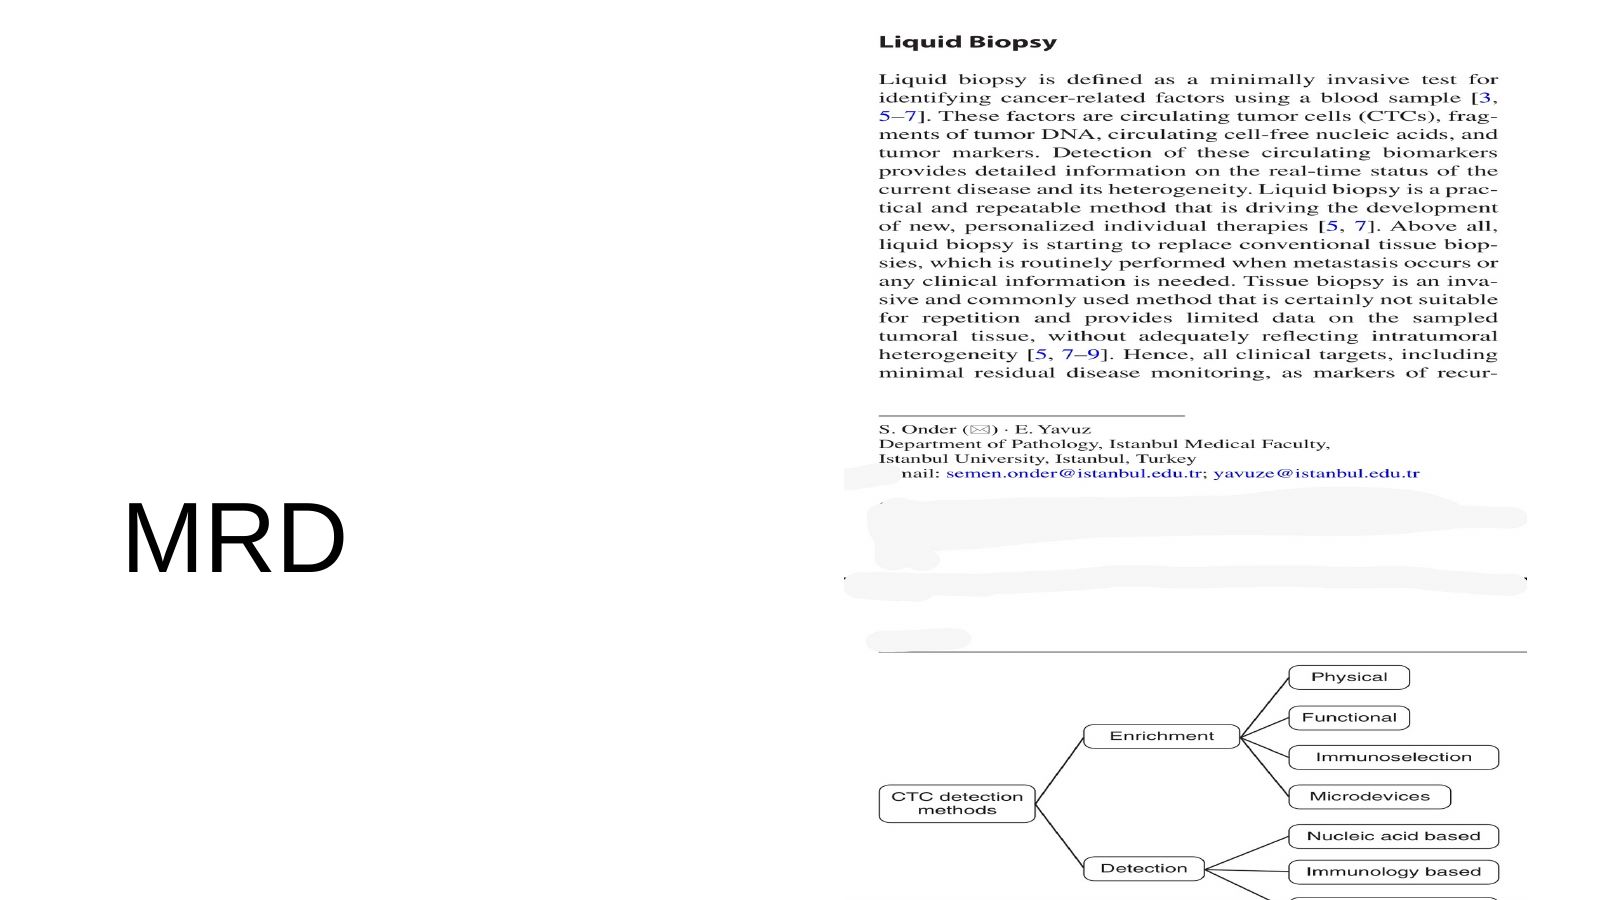 MRD
Liquid Biopsy
Liquid biopsy is defined as a minimally invasive test for
identifying cancer-related factors using a blood sample [3,
5–7]. These factors are circulating tumor cells (CTCs), frag-
ments of tumor DNA, circulating cell-free nucleic acids, and
tumor markers. Detection of these circulating biomarkers
provides detailed information on the real-time status of the
current disease and its heterogeneity. Liquid biopsy is a prac-
tical and repeatable method that is driving the development
of new, personalized individual therapies [5, 7]. Above all,
liquid biopsy is starting to replace conventional tissue biop-
sies, which is routinely performed when metastasis occurs or
any clinical information is needed. Tissue biopsy is an inva-
sive and commonly used method that is certainly not suitable
for repetition and provides limited data on the sampled
tumoral tissue, without adequately reflecting intratumoral
heterogeneity [5, 7–9]. Hence, all clinical targets, including
minimal residual disease monitoring, as markers of recur-
S. Onder (✉) · E. Yavuz
Department of Pathology, Istanbul Medical Faculty,
Istanbul University, Istanbul, Turkey
nail: semen.onder@istanbul.edu.tr; yavuze@istanbul.edu.tr
Physical
Functional
Enrichment
Immunoselection
CTC detection
methods
Microdevices
Nucleic acid based
Detection
Immunology based